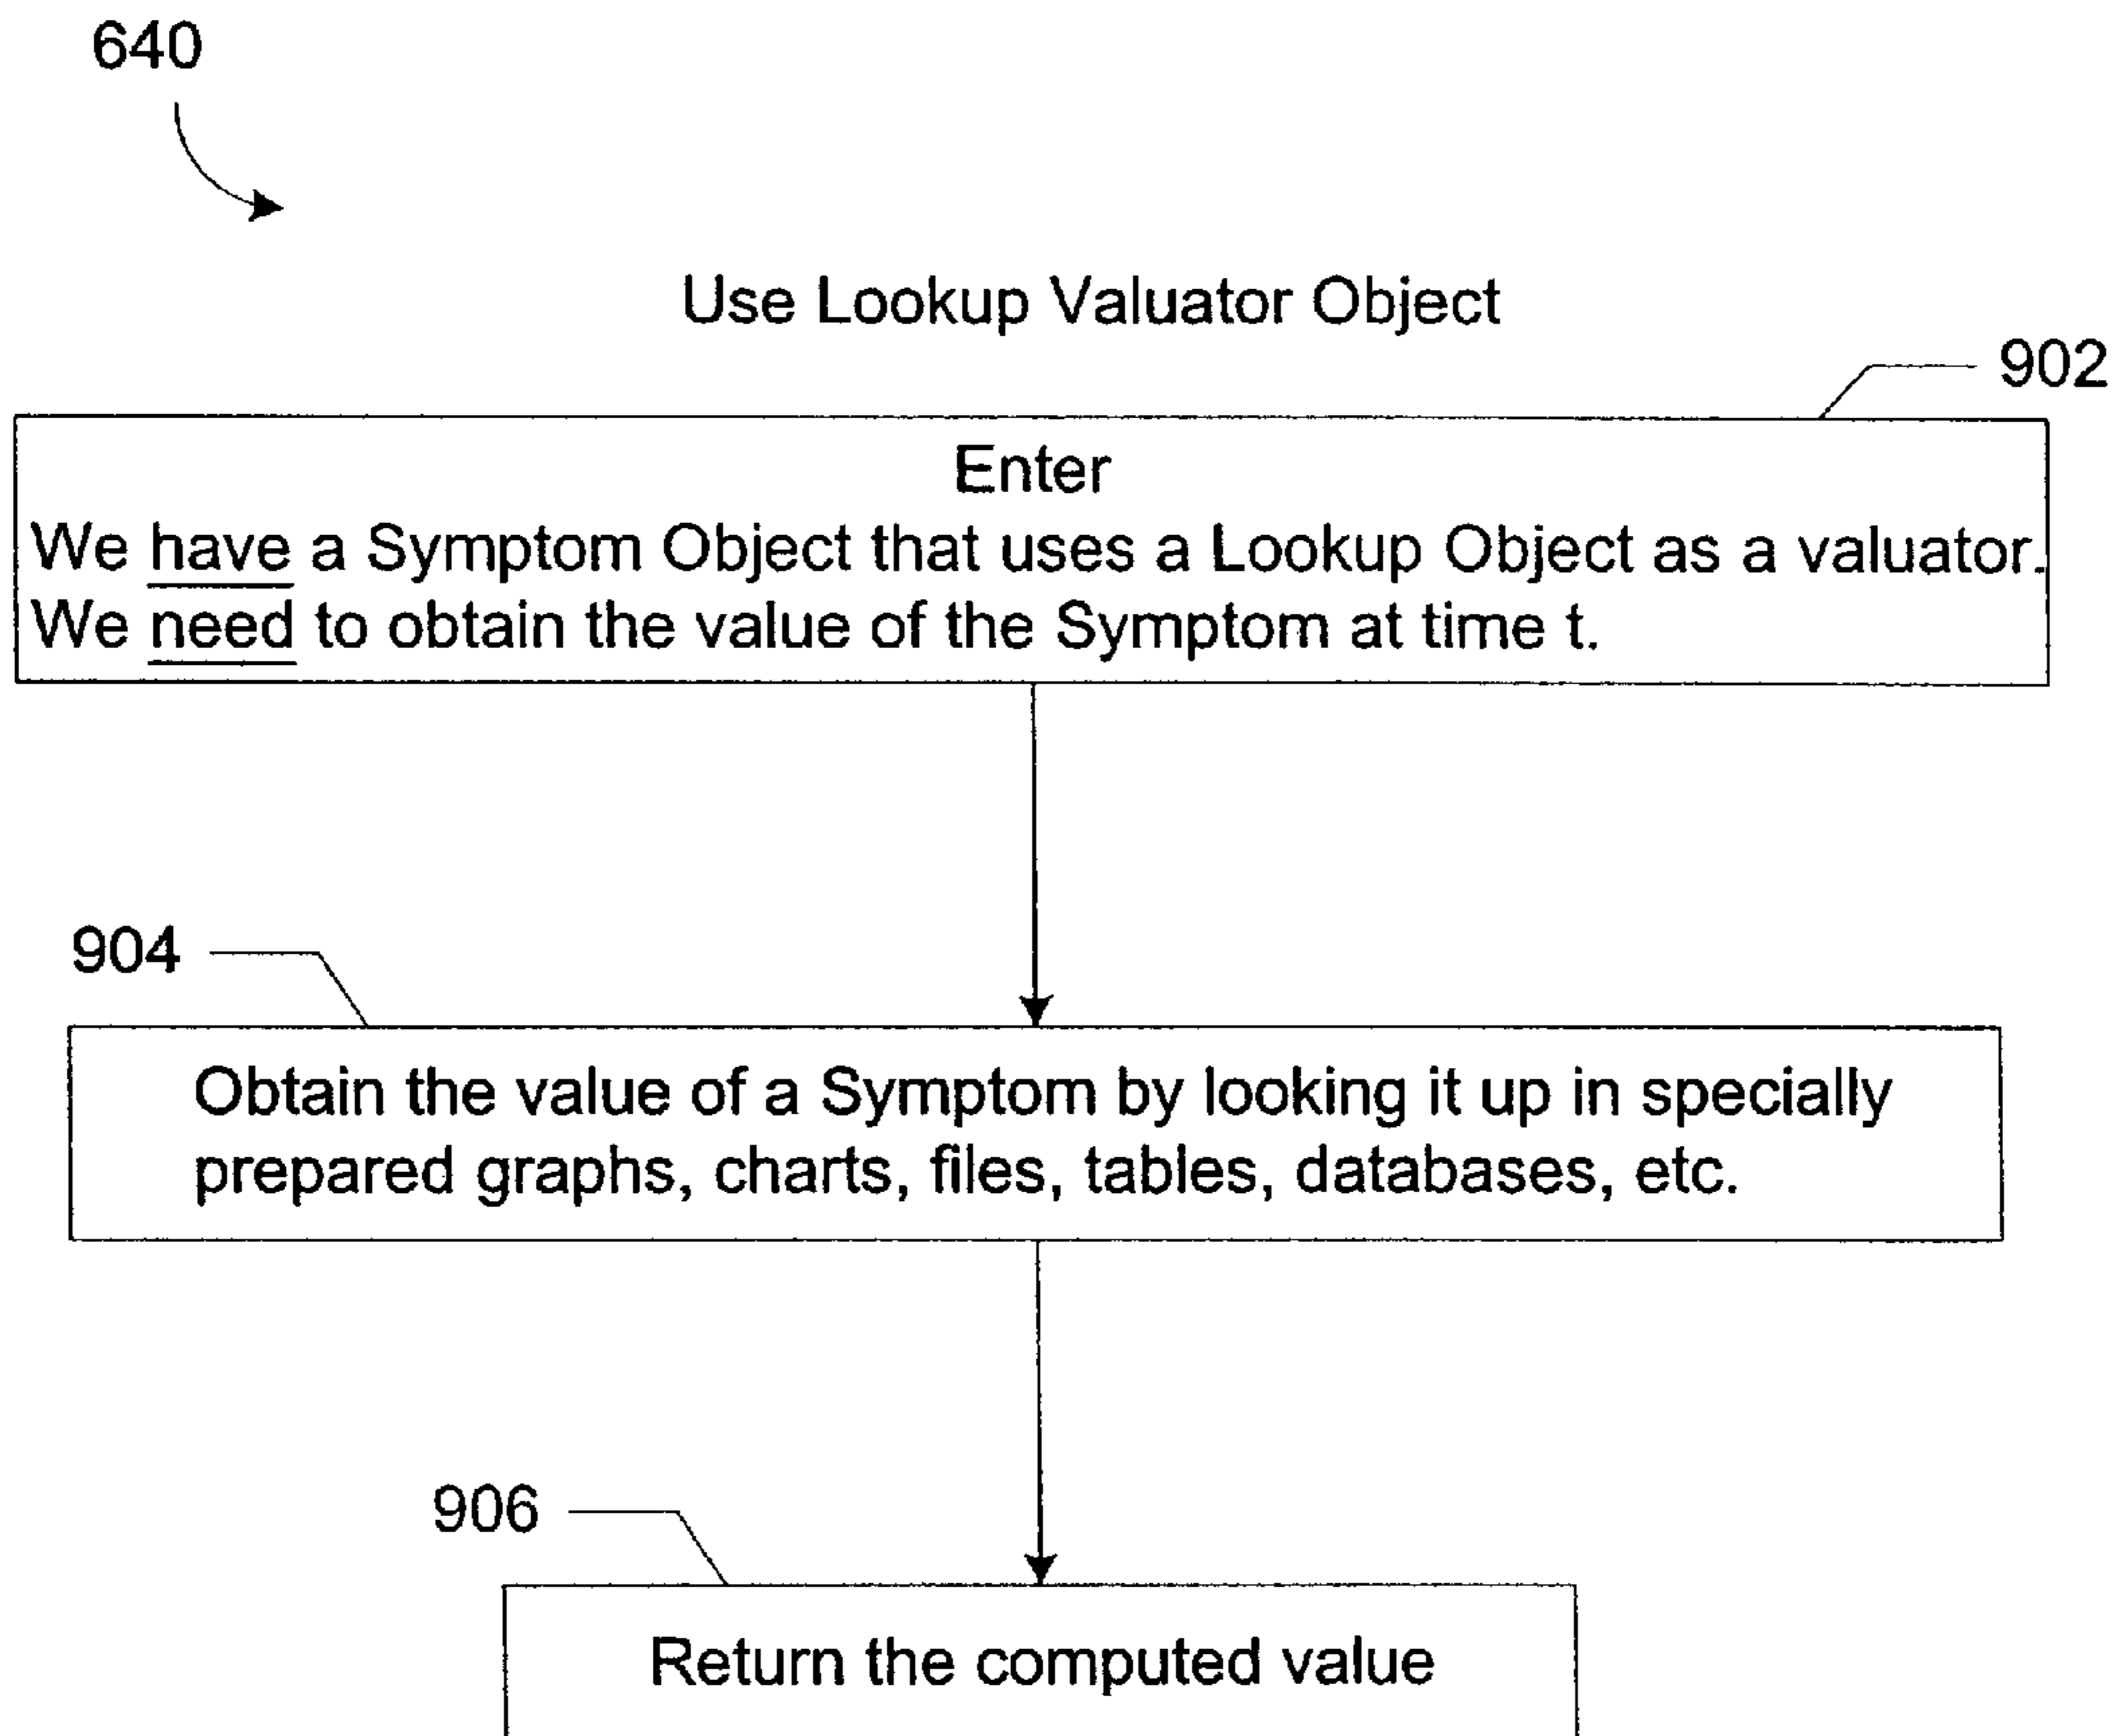 640
Use Lookup Valuator Object
902
Enter
We have a Symptom Object that uses a Lookup Object as a valuator.
We need to obtain the value of the Symptom at time t.
904
Obtain the value of a Symptom by looking it up in specially
prepared graphs, charts, files, tables, databases, etc.
906
Return the computed value